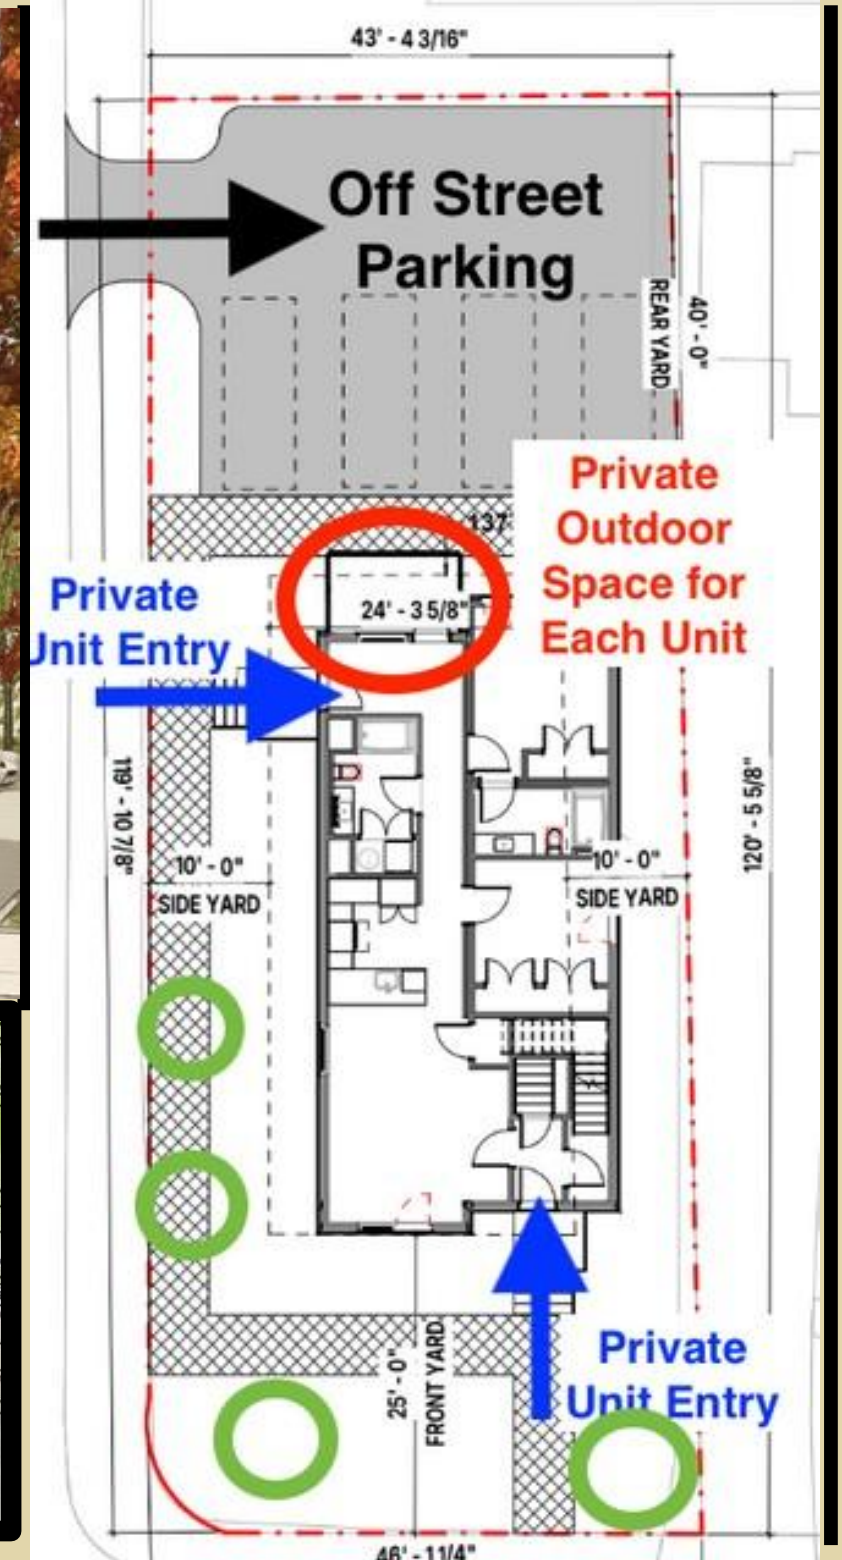 43' - 4 3/16"
Off Street
Parking
REAR YARD
40' - 0"
Private
Outdoor
Space for
Each Unit
137
Private
Unit Entry
24' - 3 5/8"
119' - 10 7/8"
120' - 5 5/8"
10' - 0"
SIDE YARD
10' - 0"
SIDE YARD
25' - 0"
FRONT YARD
Private
Unit Entry
46' - 11/4"